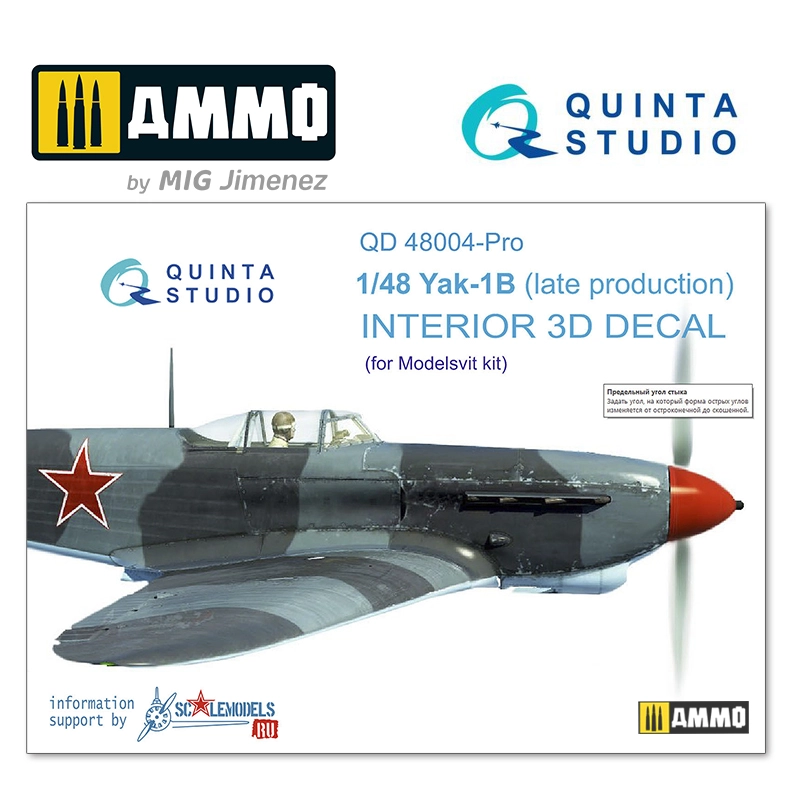 AMMO
by MIG Jimenez
QUINTA
STUDIO
QD 48004-Pro
QUINTA
STUDIO
1/48 Yak-1B (late production)
INTERIOR 3D DECAL
(for Modelsvit kit)
Предельный угол стыка
Задать угол, на который форма острых углов
изменяется от остроконечной до скошенной.
information
support by
SCALEMODELS
RU
AMMO